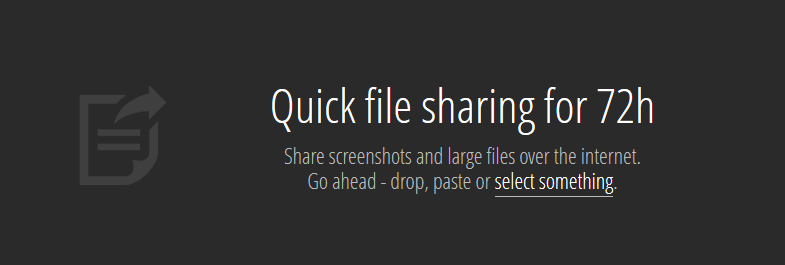 Quick file sharing for 72h
Share screenshots and large files over the internet.
Go ahead - drop, paste or select something.